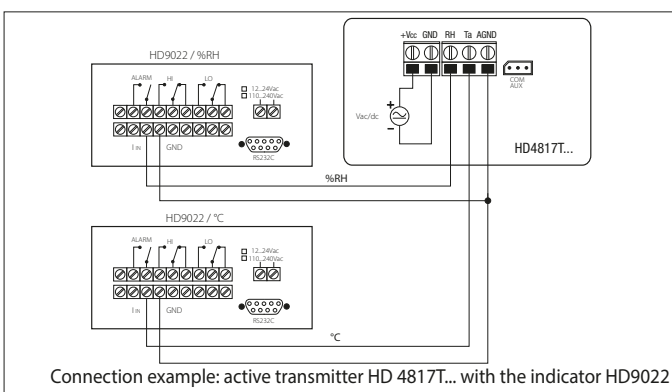 +Vcc GND RH Ta AGND
HD9022 / %RH
ALARM HI LO
12...24Vac
110...240Vac
COM
AUX
Vac/dc
+
-
HD4817T...
I IN GND
RS232C
%RH
HD9022 / °C
ALARM HI LO
12...24Vac
110...240Vac
I IN GND
RS232C
°C
Connection example: active transmitter HD 4817T... with the indicator HD9022